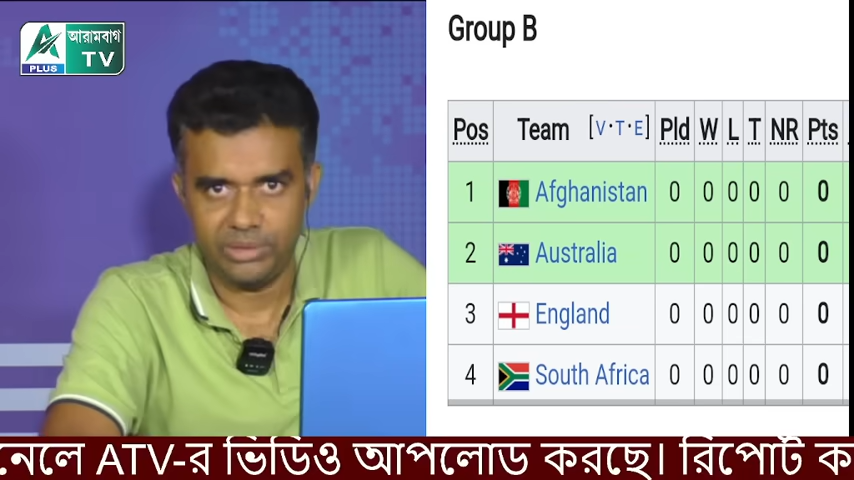 আরামবাগ
TV
PLUS
Group B
Pos Team [V·T·E] Pld W L T NR Pts
1 Afghanistan 0 0 0 0 0 0
2 Australia 0 0 0 0 0 0
3 England 0 0 0 0 0 0
4 South Africa 0 0 0 0 0 0
নেলে ATV-র ভিডিও আপলোড করছে। রিপোর্ট ক